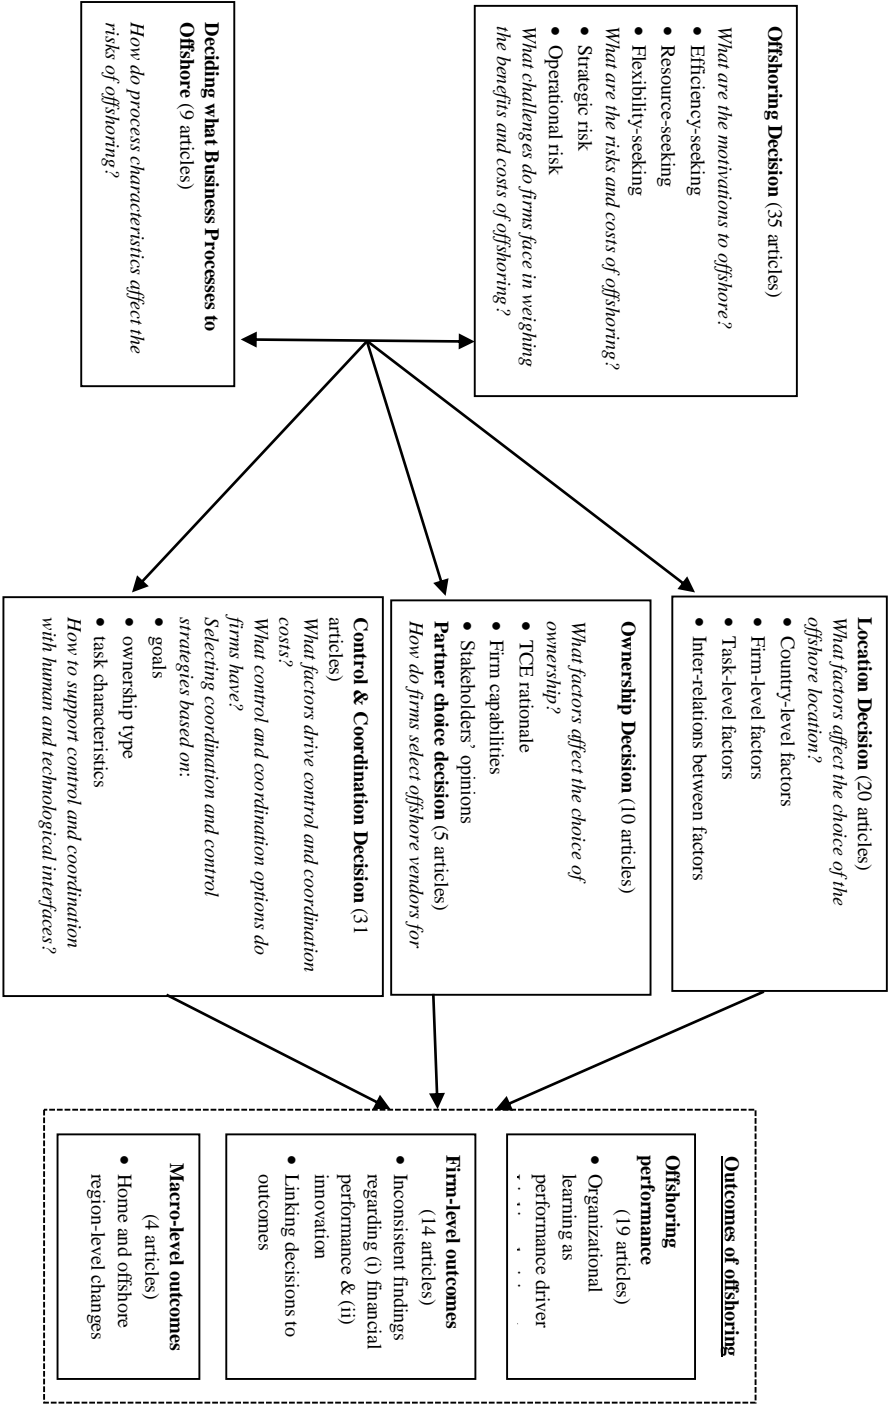 Offshoring Decision (35 articles)
What are the motivations to offshore?
• Efficiency-seeking
• Resource-seeking
• Flexibility-seeking
What are the risks and costs of offshoring?
• Strategic risk
• Operational risk
What challenges do firms face in weighing
the benefits and costs of offshoring?
Deciding what Business Processes to
Offshore (9 articles)
How do process characteristics affect the
risks of offshoring?
Location Decision (20 articles)
What factors affect the choice of the
offshore location?
• Country-level factors
• Firm-level factors
• Task-level factors
• Inter-relations between factors
Ownership Decision (10 articles)
What factors affect the choice of
ownership?
• TCE rationale
• Firm capabilities
• Stakeholders' opinions
Partner choice decision (5 articles)
How do firms select offshore vendors for
Control & Coordination Decision (31
articles)
What factors drive control and coordination
costs?
What control and coordination options do
firms have?
Selecting coordination and control
strategies based on:
• goals
• ownership type
• task characteristics
How to support control and coordination
with human and technological interfaces?
Outcomes of offshoring
Offshoring
performance
(19 articles)
• Organizational
learning as
performance driver
Firm-level outcomes
(14 articles)
• Inconsistent findings
regarding (i) financial
performance & (ii)
innovation
• Linking decisions to
outcomes
Macro-level outcomes
(4 articles)
• Home and offshore
region-level changes